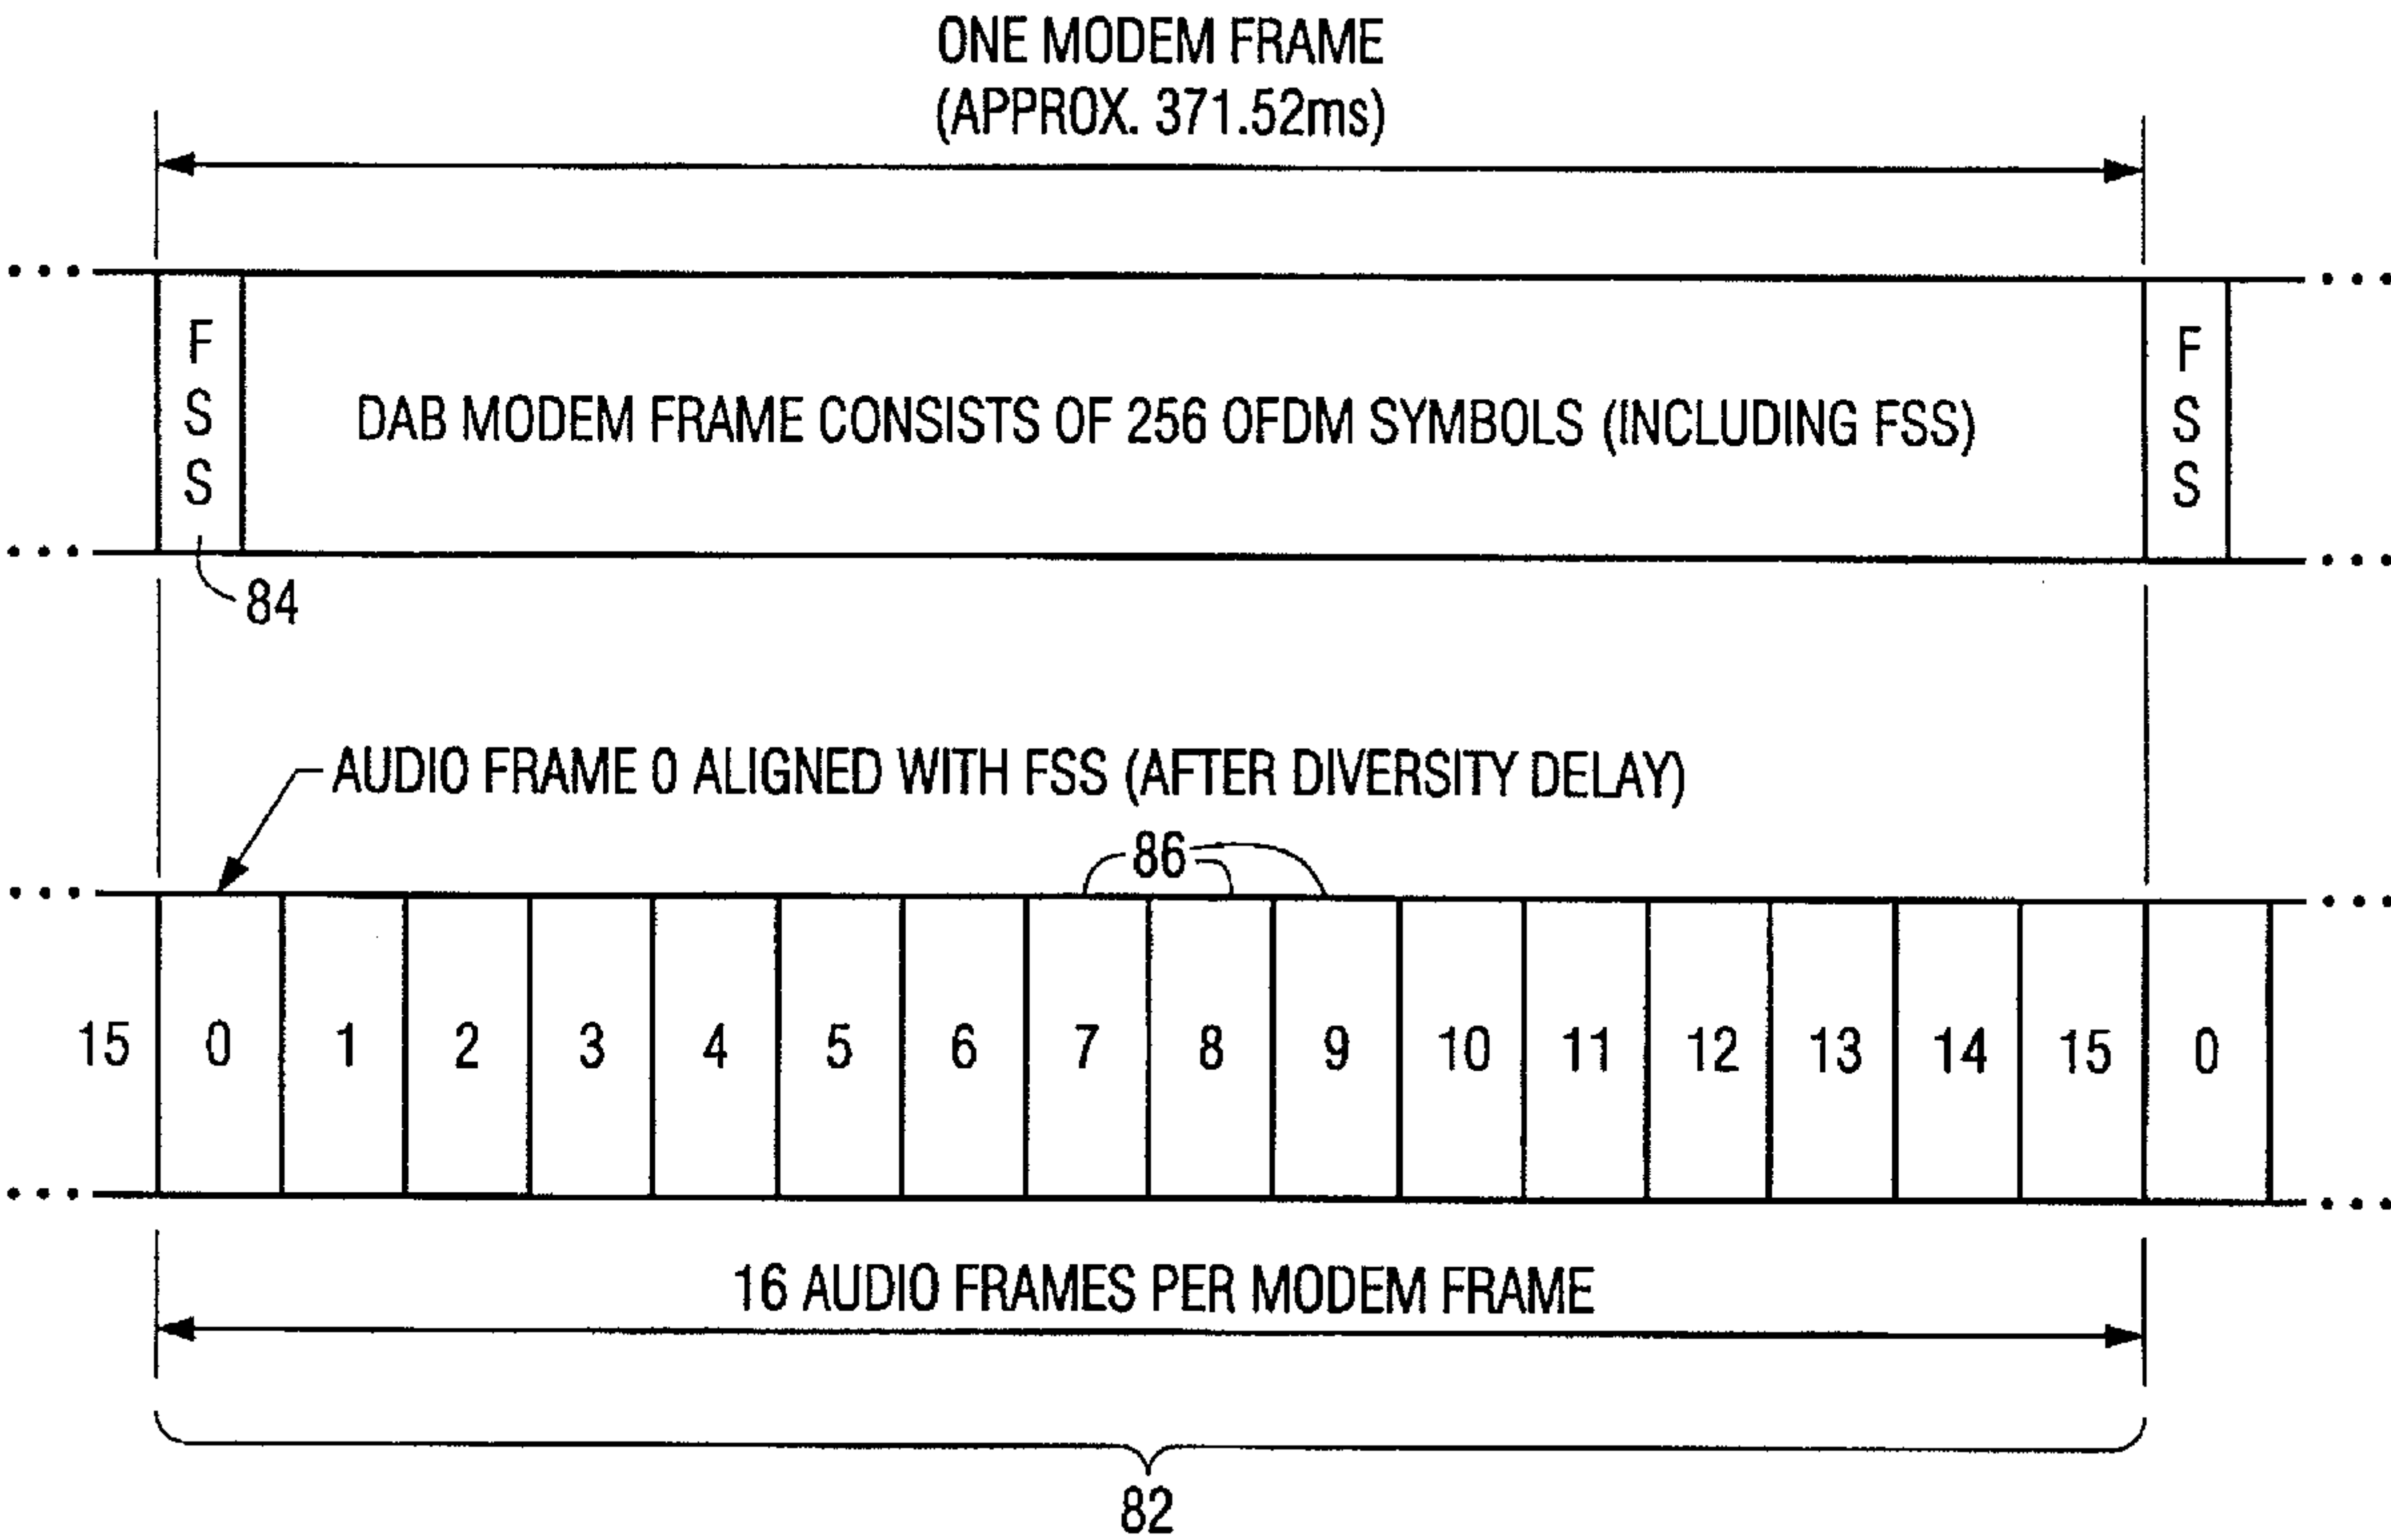 ONE MODEM FRAME
(APPROX. 371.52ms)
• • •
• • •
F
S
S
DAB MODEM FRAME CONSISTS OF 256 OFDM SYMBOLS (INCLUDING FSS)
F
S
S
• • •
• • •
84
AUDIO FRAME 0 ALIGNED WITH FSS (AFTER DIVERSITY DELAY)
86
• • •
• • •
15 0 1 2 3 4 5 6 7 8 9 10 11 12 13 14 15 0
• • •
• • •
16 AUDIO FRAMES PER MODEM FRAME
82